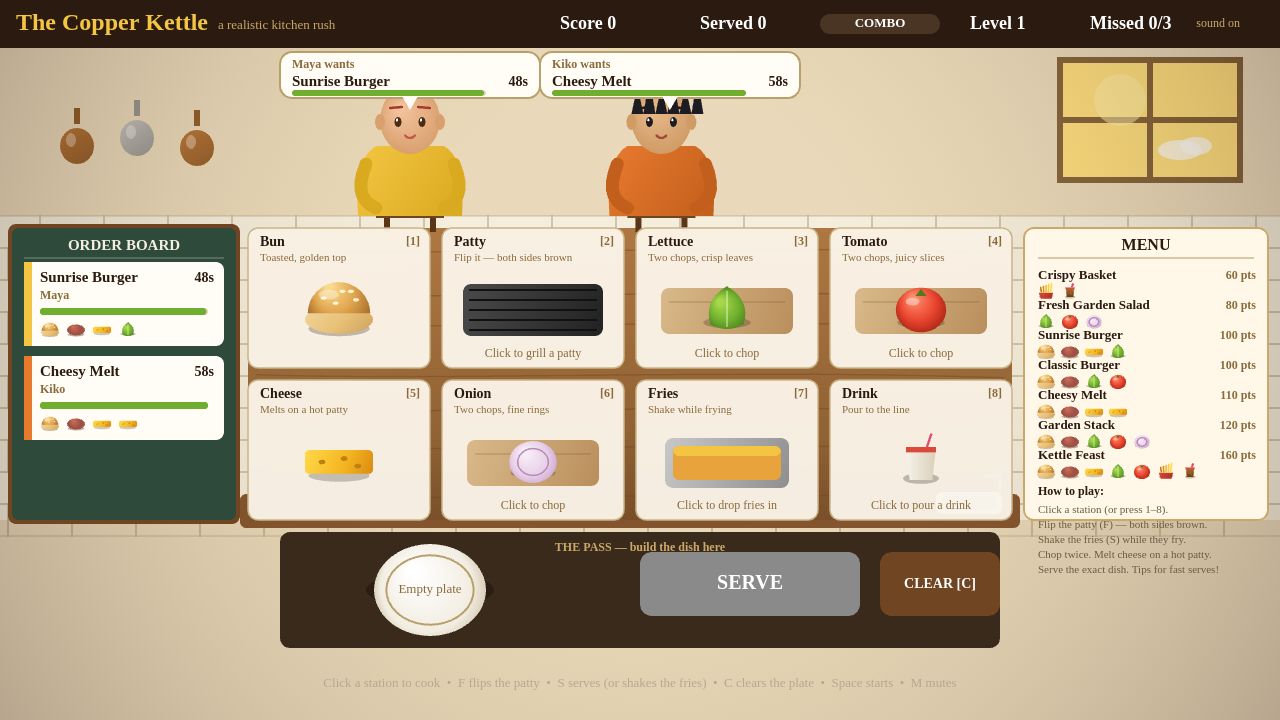 The Copper Kettle a realistic kitchen rush Score 0 Served 0 COMBO Level 1 Missed 0/3 sound on
Maya wants
Sunrise Burger 48s
Kiko wants
Cheesy Melt 58s
ORDER BOARD
Sunrise Burger 48s
Maya
Cheesy Melt 58s
Kiko
Bun [1]
Toasted, golden top
Patty [2]
Flip it — both sides brown
Click to grill a patty
Lettuce [3]
Two chops, crisp leaves
Click to chop
Tomato [4]
Two chops, juicy slices
Click to chop
Cheese [5]
Melts on a hot patty
Onion [6]
Two chops, fine rings
Click to chop
Fries [7]
Shake while frying
Click to drop fries in
Drink [8]
Pour to the line
Click to pour a drink
MENU
Crispy Basket 60 pts
Fresh Garden Salad 80 pts
Sunrise Burger 100 pts
Classic Burger 100 pts
Cheesy Melt 110 pts
Garden Stack 120 pts
Kettle Feast 160 pts
How to play:
Click a station (or press 1–8).
Flip the patty (F) — both sides brown.
Shake the fries (S) while they fry.
Chop twice. Melt cheese on a hot patty.
Serve the exact dish. Tips for fast serves!
THE PASS — build the dish here
Empty plate
SERVE
CLEAR [C]
Click a station to cook • F flips the patty • S serves (or shakes the fries) • C clears the plate • Space starts • M mutes